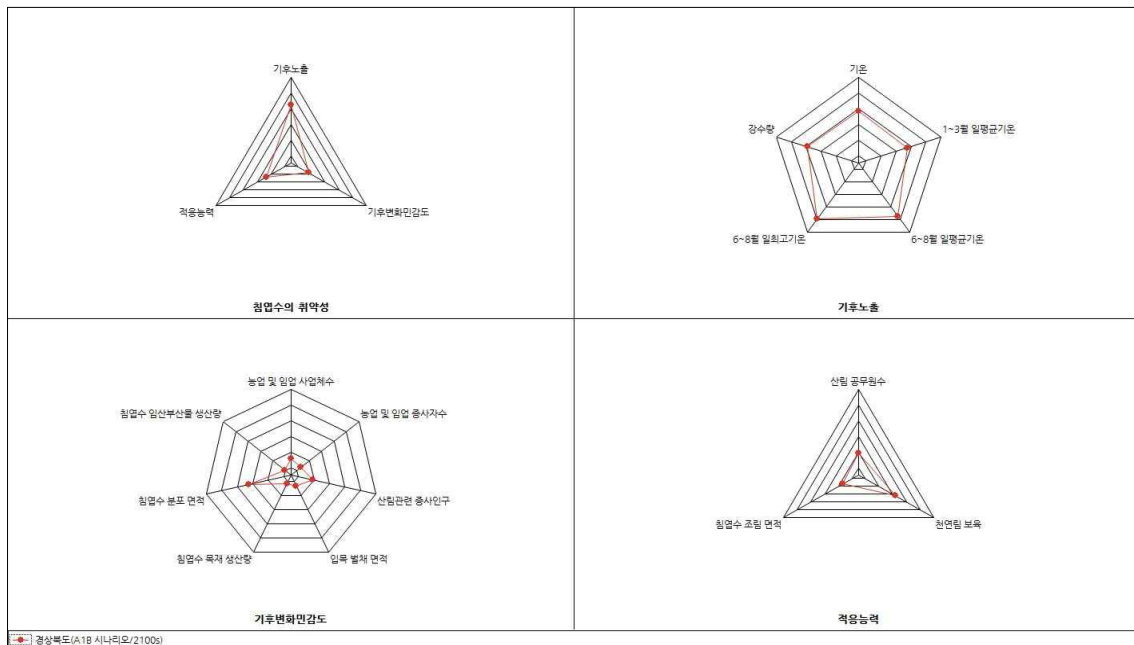 기후노출
적응능력
기후변화민감도
침엽수의 취약성
기온
강수량
1~3월 일평균기온
6~8월 일최고기온
6~8월 일평균기온
기후노출
농업 및 임업 사업체수
침엽수 임산부산물 생산량
농업 및 임업 종사자수
침엽수 분포 면적
산림관련 종사인구
침엽수 목재 생산량
입목 벌채 면적
기후변화민감도
산림 공무원수
침엽수 조림 면적
천연림 보육
적응능력
경상북도(A1B 시나리오/2100s)